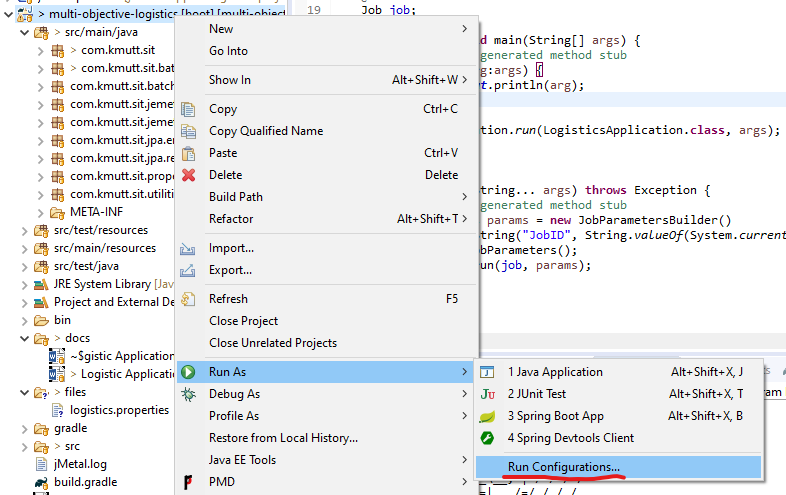 > multi-objective-logistics [boot] [multi-objec
> src/main/java
> com.kmutt.sit
> com.kmutt.sit.bat
com.kmutt.sit.batch
com.kmutt.sit.jemet
com.kmutt.sit.jemet
com.kmutt.sit.jpa.en
com.kmutt.sit.jpa.re
com.kmutt.sit.prope
com.kmutt.sit.utilitie
META-INF
src/test/resources
src/main/resources
src/test/java
JRE System Library [Jav
Project and External De
bin
> docs
~$gistic Application
> Logistic Applicatio
> files
logistics.properties
gradle
> src
jMetal.log
build.gradle
New
Go Into
Show In Alt+Shift+W >
Copy Ctrl+C
Copy Qualified Name
Paste Ctrl+V
Delete Delete
Build Path
Refactor Alt+Shift+T >
Import...
Export...
Refresh F5
Close Project
Close Unrelated Projects
Run As
Debug As
Profile As
Restore from Local History...
Java EE Tools
PMD
1 Java Application Alt+Shift+X, J
2 JUnit Test Alt+Shift+X, T
3 Spring Boot App Alt+Shift+X, B
4 Spring Devtools Client
Run Configurations...
19 Job job;
d main(String[] args) {
generated method stub
g:args) {
t.println(arg);
tion.run(LogisticsApplication.class, args);
tring... args) throws Exception {
generated method stub
params = new JobParametersBuilder()
tring("JobID", String.valueOf(System.current
bParameters();
un(job, params);
am